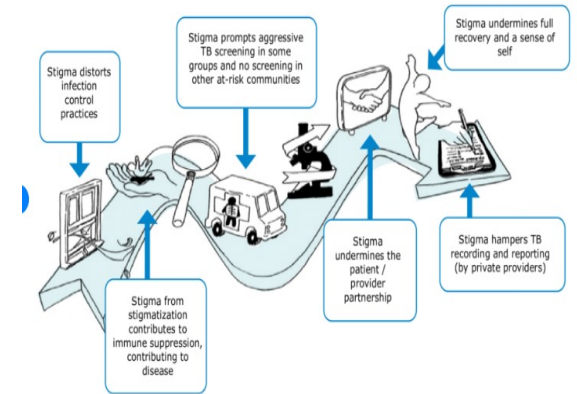 Stigma distorts
infection
control
practices
Stigma prompts aggressive
TB screening in some
groups and no screening in
other at-risk communities
Stigma undermines full
recovery and a sense of
self
Stigma from
stigmatization
contributes to
immune suppression,
contributing to
disease
Stigma
undermines the
patient /
provider
partnership
Stigma hampers TB
recording and reporting
(by private providers)